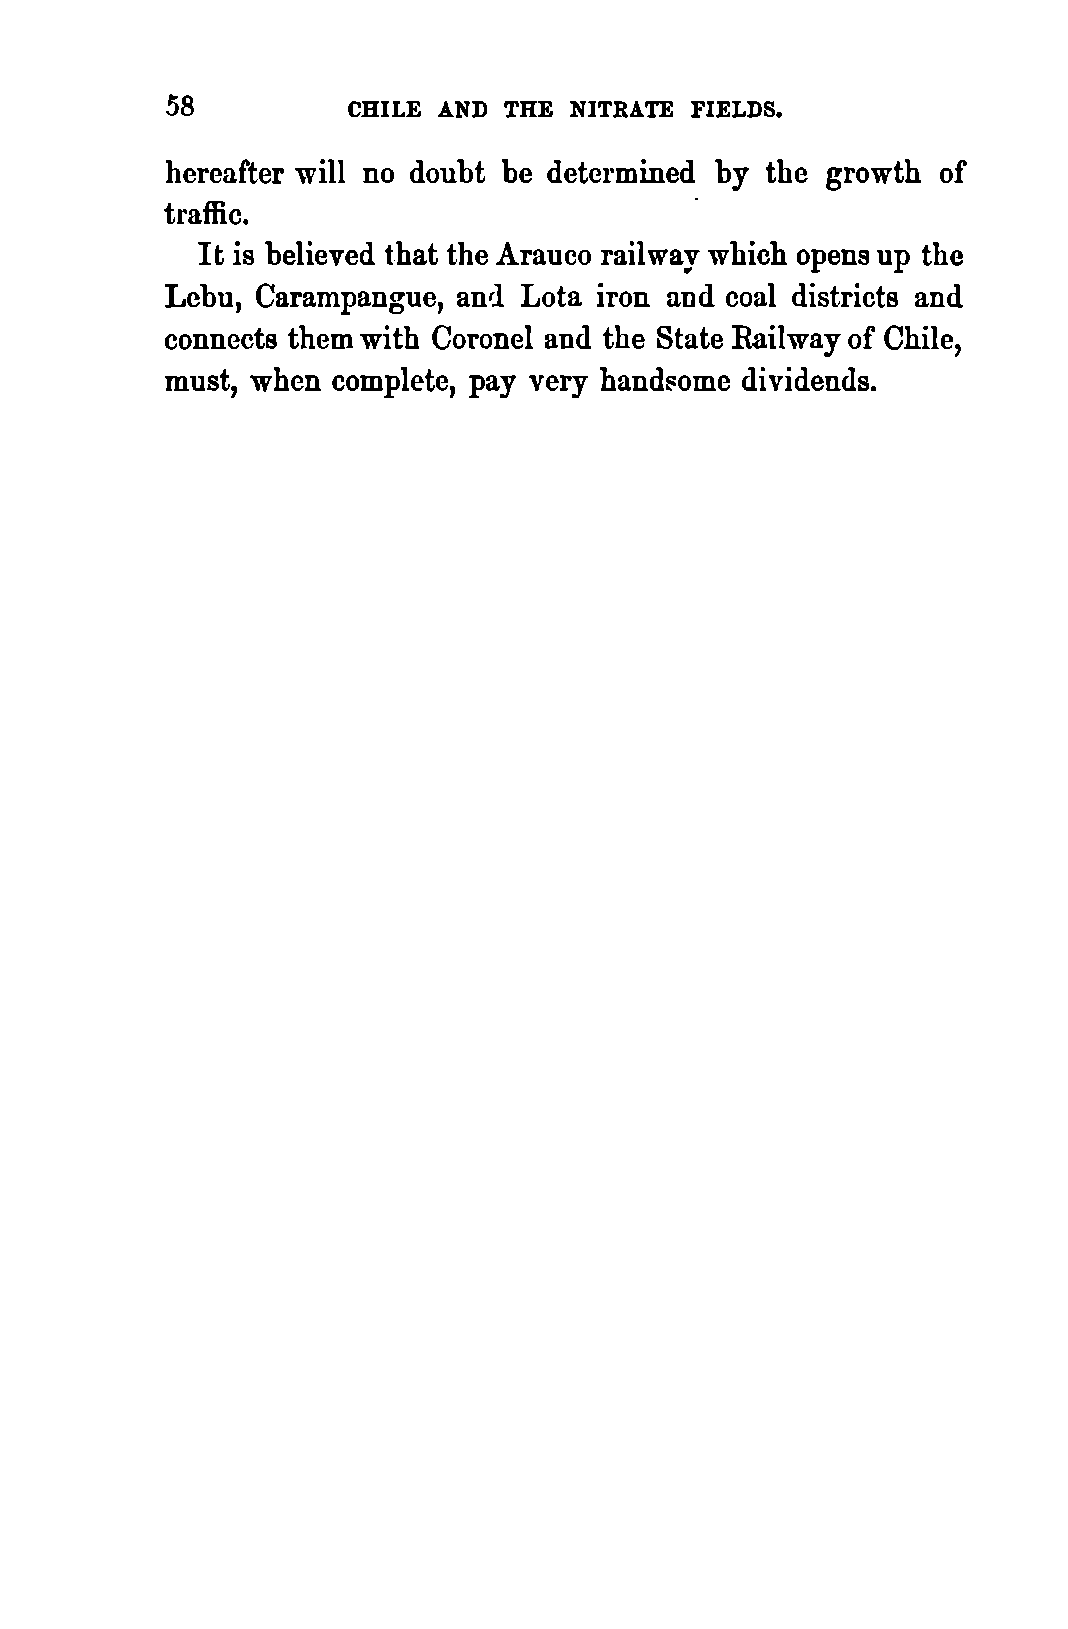 58 CHILE AND THE NITRATE FIELDS.
hereafter will no doubt be determined by the growth of
traffic.
It is believed that the Arauco railway which opens up the
Lebu, Carampangue, and Lota iron and coal districts and
connects them with Coronel and the State Railway of Chile,
must, when complete, pay very handsome dividends.